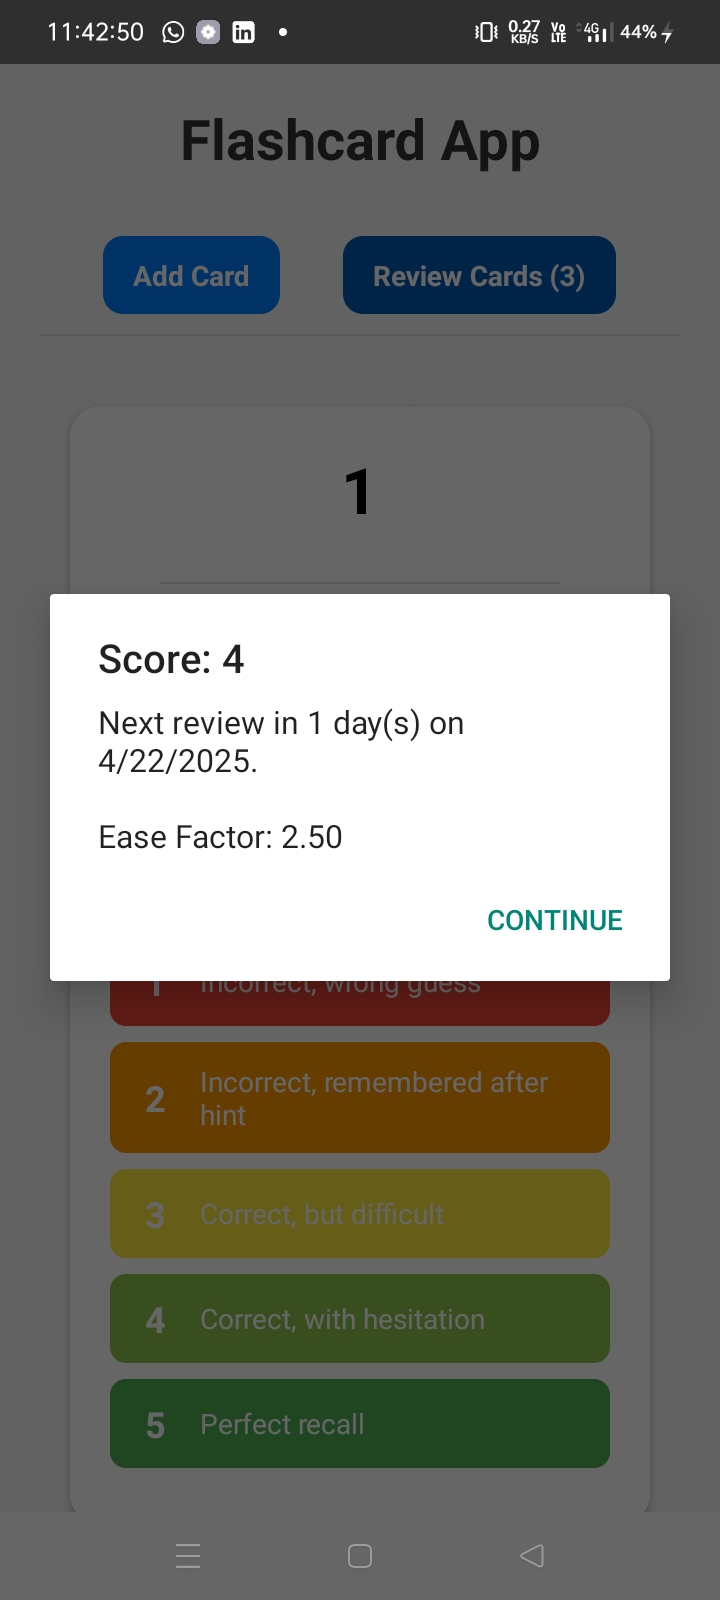 11:42:50
0.27
KB/S
Vo
LTE
4G
44%
Flashcard App
Add Card
Review Cards (3)
1
Score: 4
Next review in 1 day(s) on
4/22/2025.
Ease Factor: 2.50
CONTINUE
1 Incorrect, wrong guess
2 Incorrect, remembered after
hint
3 Correct, but difficult
4 Correct, with hesitation
5 Perfect recall